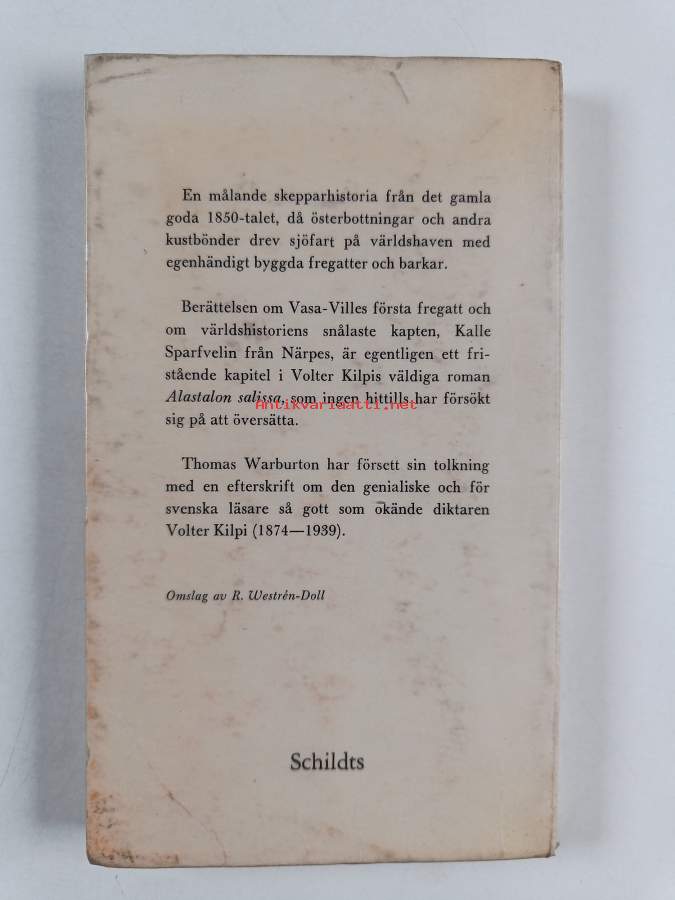 En målande skepparhistoria från det gamla
goda 1850-talet, då österbottningar och andra
kustbönder drev sjöfart på världshaven med
egenhändigt byggda fregatter och barkar.
Berättelsen om Vasa-Villes första fregatt och
om världshistoriens snålaste kapten, Kalle
Sparfvelin från Närpes, är egentligen ett fri-
stående kapitel i Volter Kilpis väldiga roman
Alastalon salissa, som ingen hittills har försökt
Antikvariaatti.net
sig på att översätta.
Thomas Warburton har försett sin tolkning
med en efterskrift om den genialiske och för
svenska läsare så gott som okände diktaren
Volter Kilpi (1874—1939).
Omslag av R. Westrén-Doll
Schildts